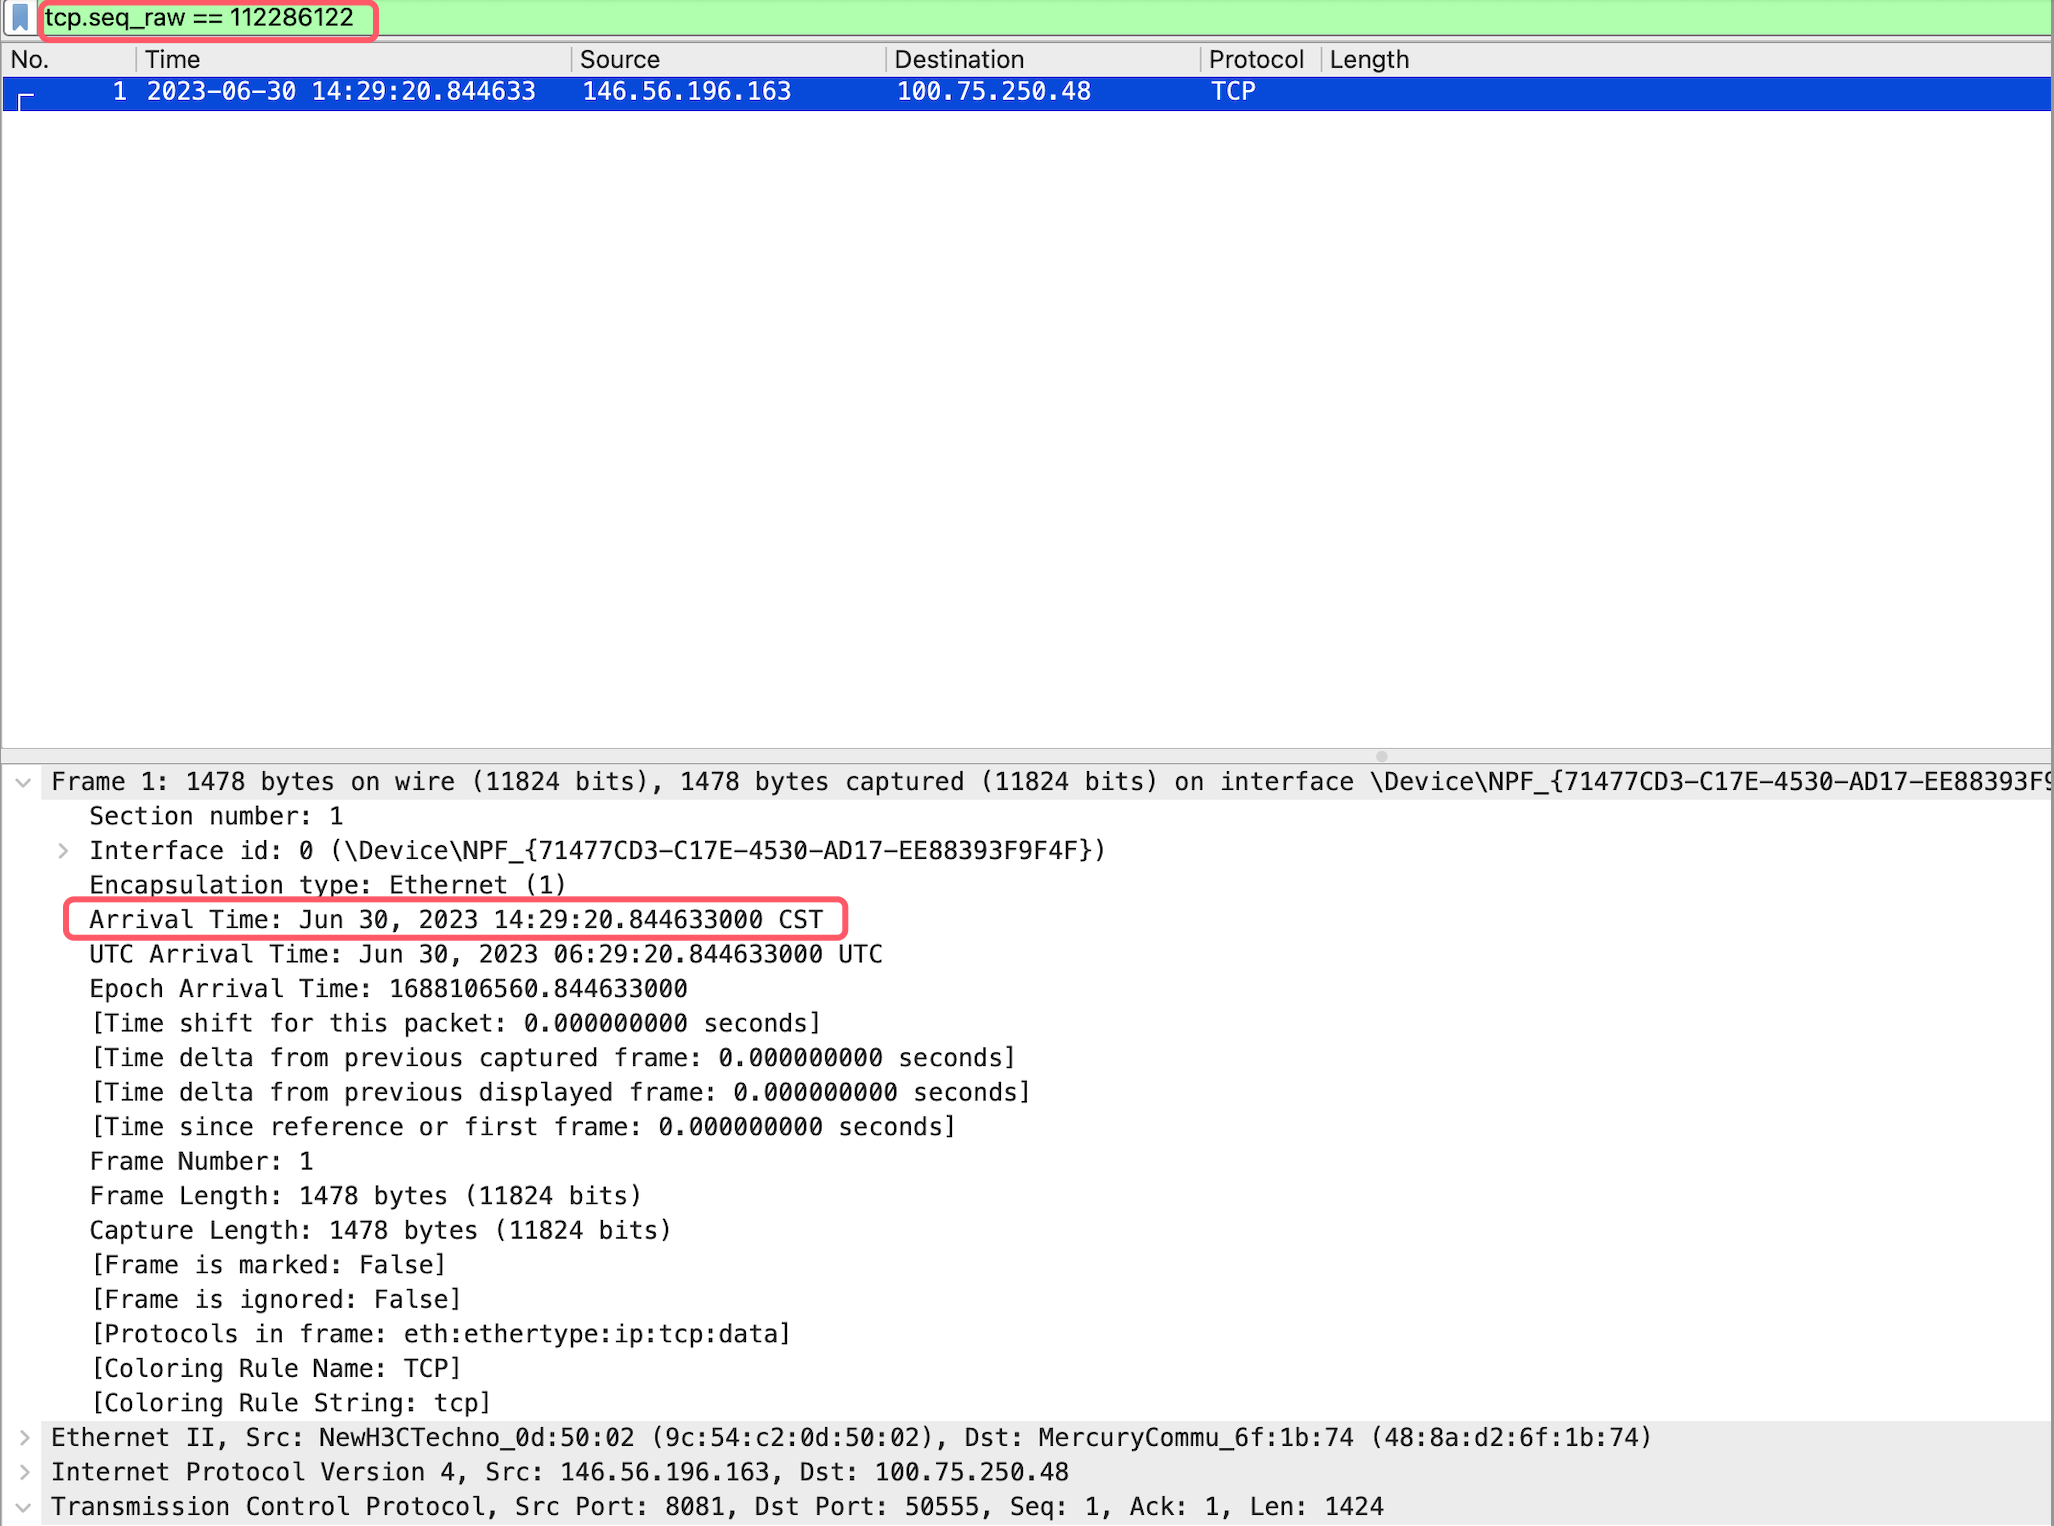 tcp.seq_raw == 112286122
No. Time Source Destination Protocol Length
1 2023-06-30 14:29:20.844633 146.56.196.163 100.75.250.48 TCP
Frame 1: 1478 bytes on wire (11824 bits), 1478 bytes captured (11824 bits) on interface \Device\NPF_{71477CD3-C17E-4530-AD17-EE88393F9
Section number: 1
Interface id: 0 (\Device\NPF_{71477CD3-C17E-4530-AD17-EE88393F9F4F})
Encapsulation type: Ethernet (1)
Arrival Time: Jun 30, 2023 14:29:20.844633000 CST
UTC Arrival Time: Jun 30, 2023 06:29:20.844633000 UTC
Epoch Arrival Time: 1688106560.844633000
[Time shift for this packet: 0.000000000 seconds]
[Time delta from previous captured frame: 0.000000000 seconds]
[Time delta from previous displayed frame: 0.000000000 seconds]
[Time since reference or first frame: 0.000000000 seconds]
Frame Number: 1
Frame Length: 1478 bytes (11824 bits)
Capture Length: 1478 bytes (11824 bits)
[Frame is marked: False]
[Frame is ignored: False]
[Protocols in frame: eth:ethertype:ip:tcp:data]
[Coloring Rule Name: TCP]
[Coloring Rule String: tcp]
Ethernet II, Src: NewH3CTechno_0d:50:02 (9c:54:c2:0d:50:02), Dst: MercuryCommu_6f:1b:74 (48:8a:d2:6f:1b:74)
Internet Protocol Version 4, Src: 146.56.196.163, Dst: 100.75.250.48
Transmission Control Protocol, Src Port: 8081, Dst Port: 50555, Seq: 1, Ack: 1, Len: 1424